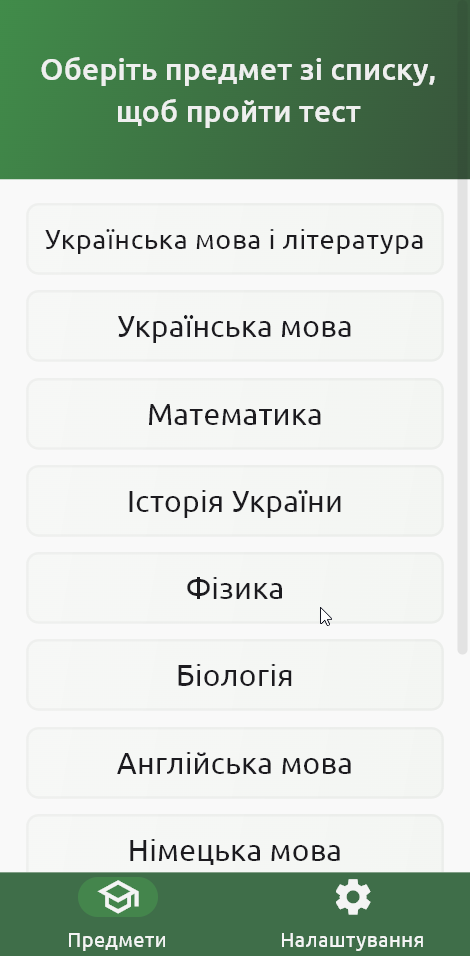 Оберіть предмет зі списку,
щоб пройти тест
Українська мова і література
Українська мова
Математика
Історія України
Фізика
Біологія
Англійська мова
Німецька мова
Предмети
Налаштування